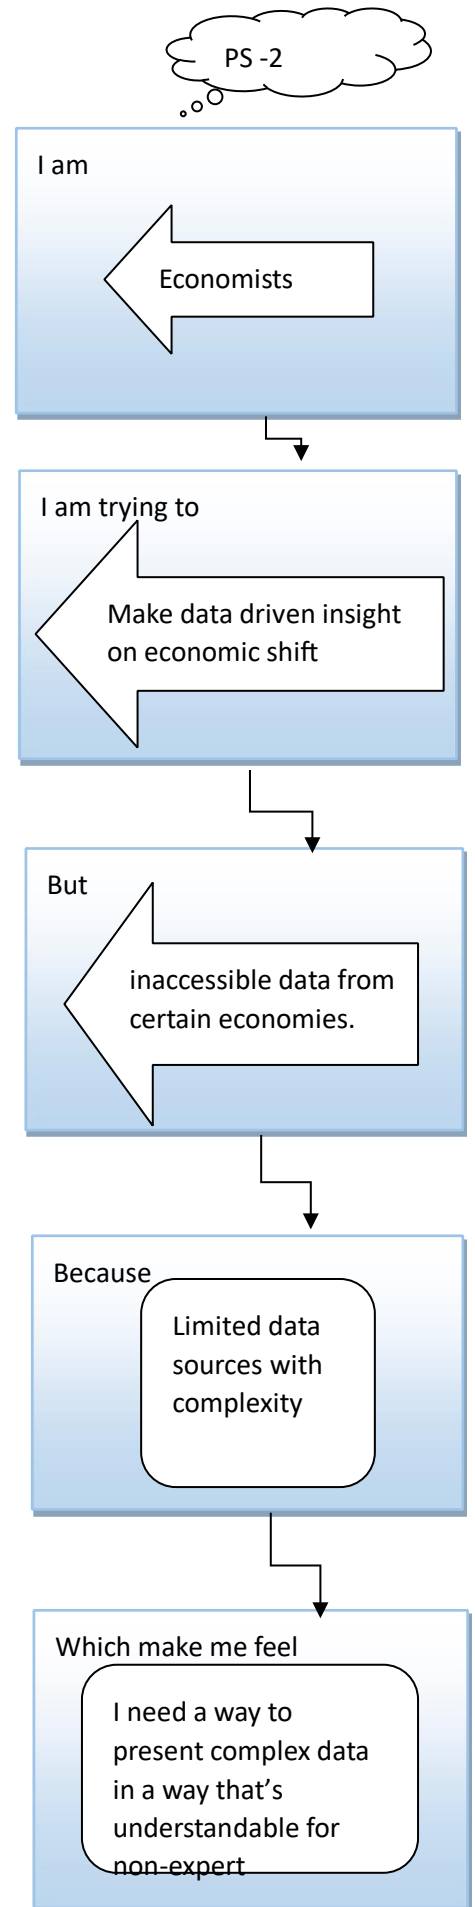 PS -2
I am
Economists
I am trying to
Make data driven insight
on economic shift
But
inaccessible data from
certain economies.
Because
Limited data
sources with
complexity
Which make me feel
I need a way to
present complex data
in a way that's
understandable for
non-expert